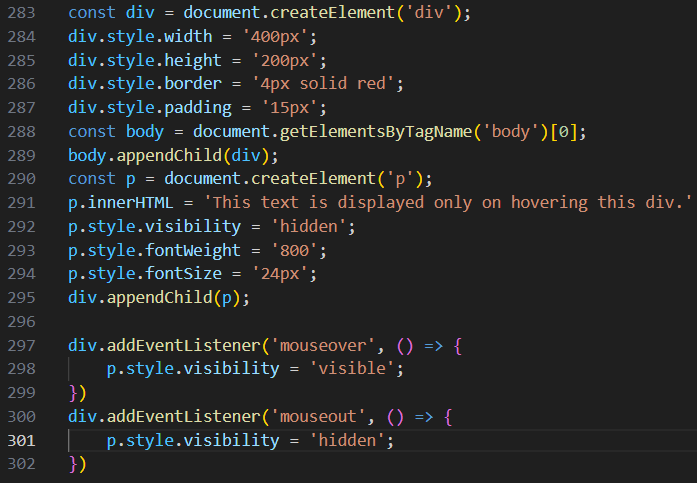 283 const div = document.createElement('div');
284 div.style.width = '400px';
285 div.style.height = '200px';
286 div.style.border = '4px solid red';
287 div.style.padding = '15px';
288 const body = document.getElementsByTagName('body')[0];
289 body.appendChild(div);
290 const p = document.createElement('p');
291 p.innerHTML = 'This text is displayed only on hovering this div.'
292 p.style.visibility = 'hidden';
293 p.style.fontWeight = '800';
294 p.style.fontSize = '24px';
295 div.appendChild(p);
296
297 div.addEventListener('mouseover', () => {
298     p.style.visibility = 'visible';
299 })
300 div.addEventListener('mouseout', () => {
301     p.style.visibility = 'hidden';
302 })